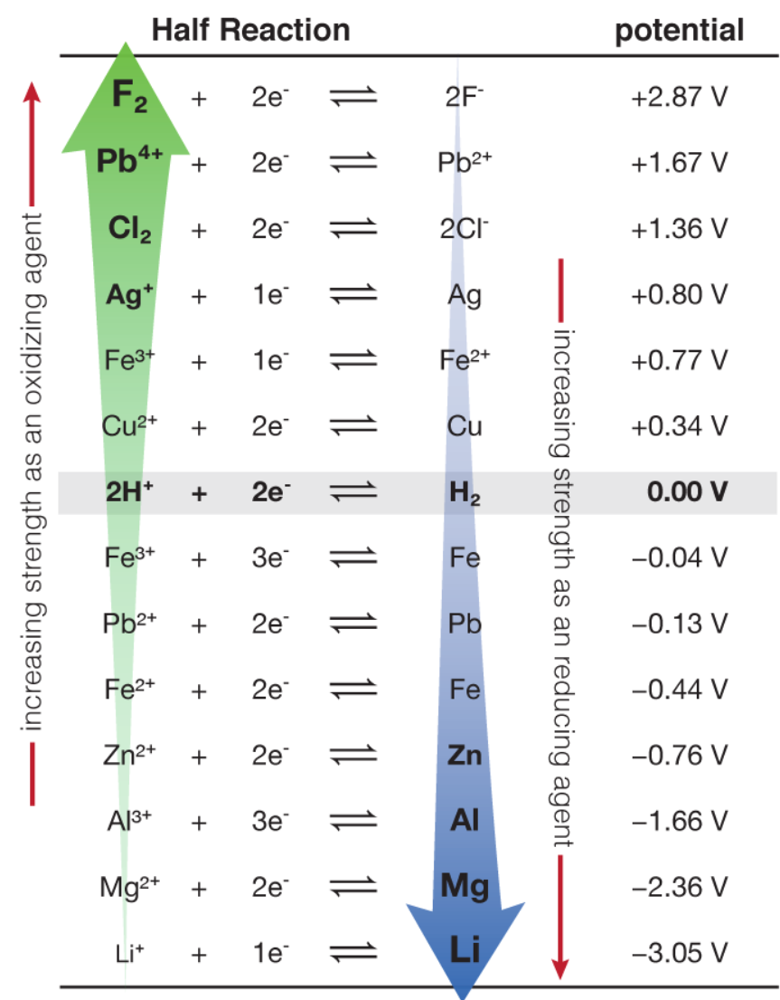 Half Reaction potential
F₂ + 2e⁻ ⇌ 2F⁻ +2.87 V
Pb⁴⁺ + 2e⁻ ⇌ Pb²⁺ +1.67 V
Cl₂ + 2e⁻ ⇌ 2Cl⁻ +1.36 V
Ag⁺ + 1e⁻ ⇌ Ag +0.80 V
Fe³⁺ + 1e⁻ ⇌ Fe²⁺ +0.77 V
Cu²⁺ + 2e⁻ ⇌ Cu +0.34 V
2H⁺ + 2e⁻ ⇌ H₂ 0.00 V
Fe³⁺ + 3e⁻ ⇌ Fe −0.04 V
Pb²⁺ + 2e⁻ ⇌ Pb −0.13 V
Fe²⁺ + 2e⁻ ⇌ Fe −0.44 V
Zn²⁺ + 2e⁻ ⇌ Zn −0.76 V
Al³⁺ + 3e⁻ ⇌ Al −1.66 V
Mg²⁺ + 2e⁻ ⇌ Mg −2.36 V
Li⁺ + 1e⁻ ⇌ Li −3.05 V
increasing strength as an oxidizing agent
increasing strength as an reducing agent